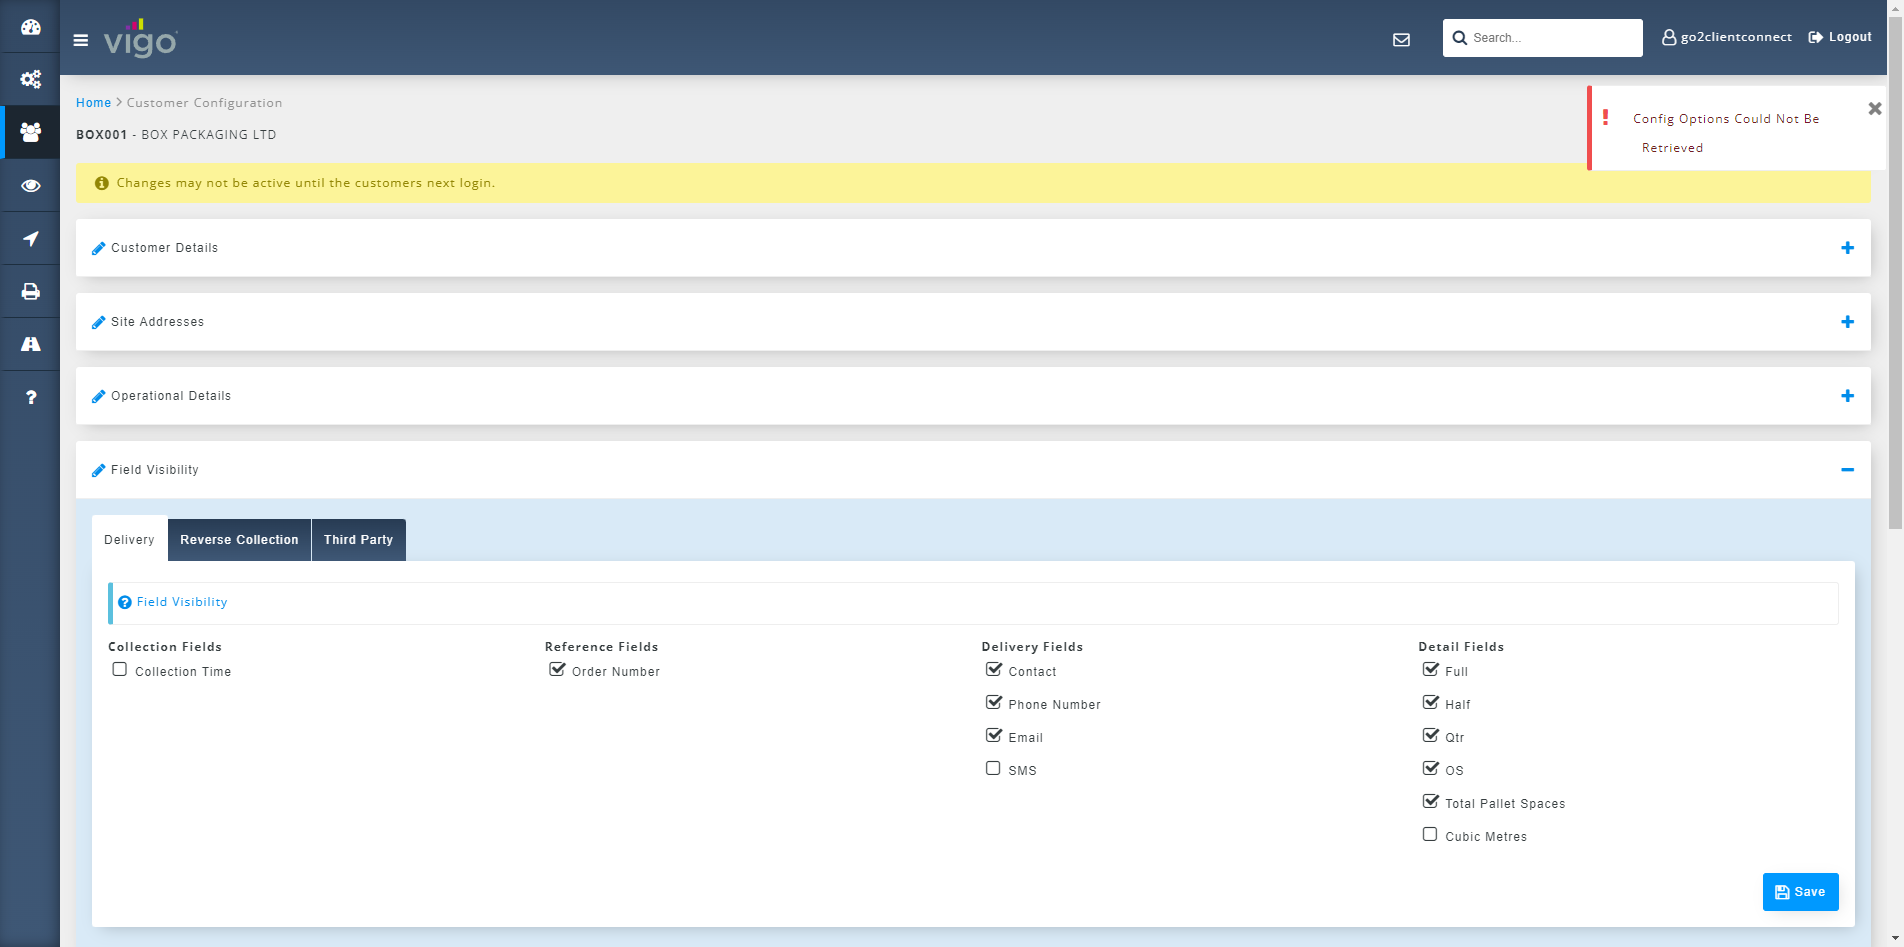 vigo
Search...
go2clientconnect
Logout
Home > Customer Configuration
BOX001 - BOX PACKAGING LTD
Config Options Could Not Be
Retrieved
Changes may not be active until the customers next login.
Customer Details
Site Addresses
Operational Details
Field Visibility
Delivery
Reverse Collection
Third Party
Field Visibility
Collection Fields
Collection Time
Reference Fields
Order Number
Delivery Fields
Contact
Phone Number
Email
SMS
Detail Fields
Full
Half
Qtr
OS
Total Pallet Spaces
Cubic Metres
Save